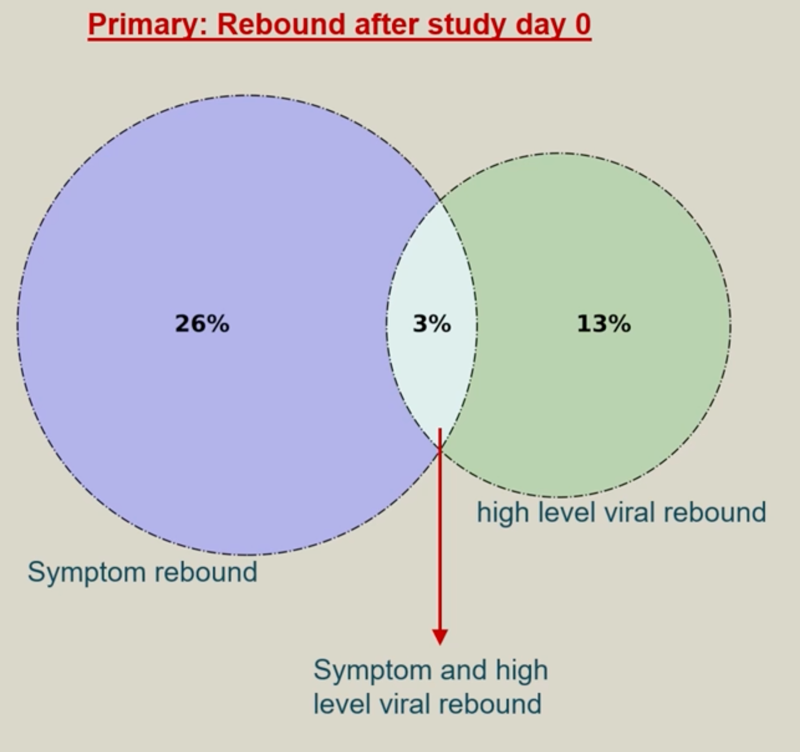 Primary: Rebound after study day 0
26%
3%
13%
high level viral rebound
Symptom rebound
Symptom and high
level viral rebound